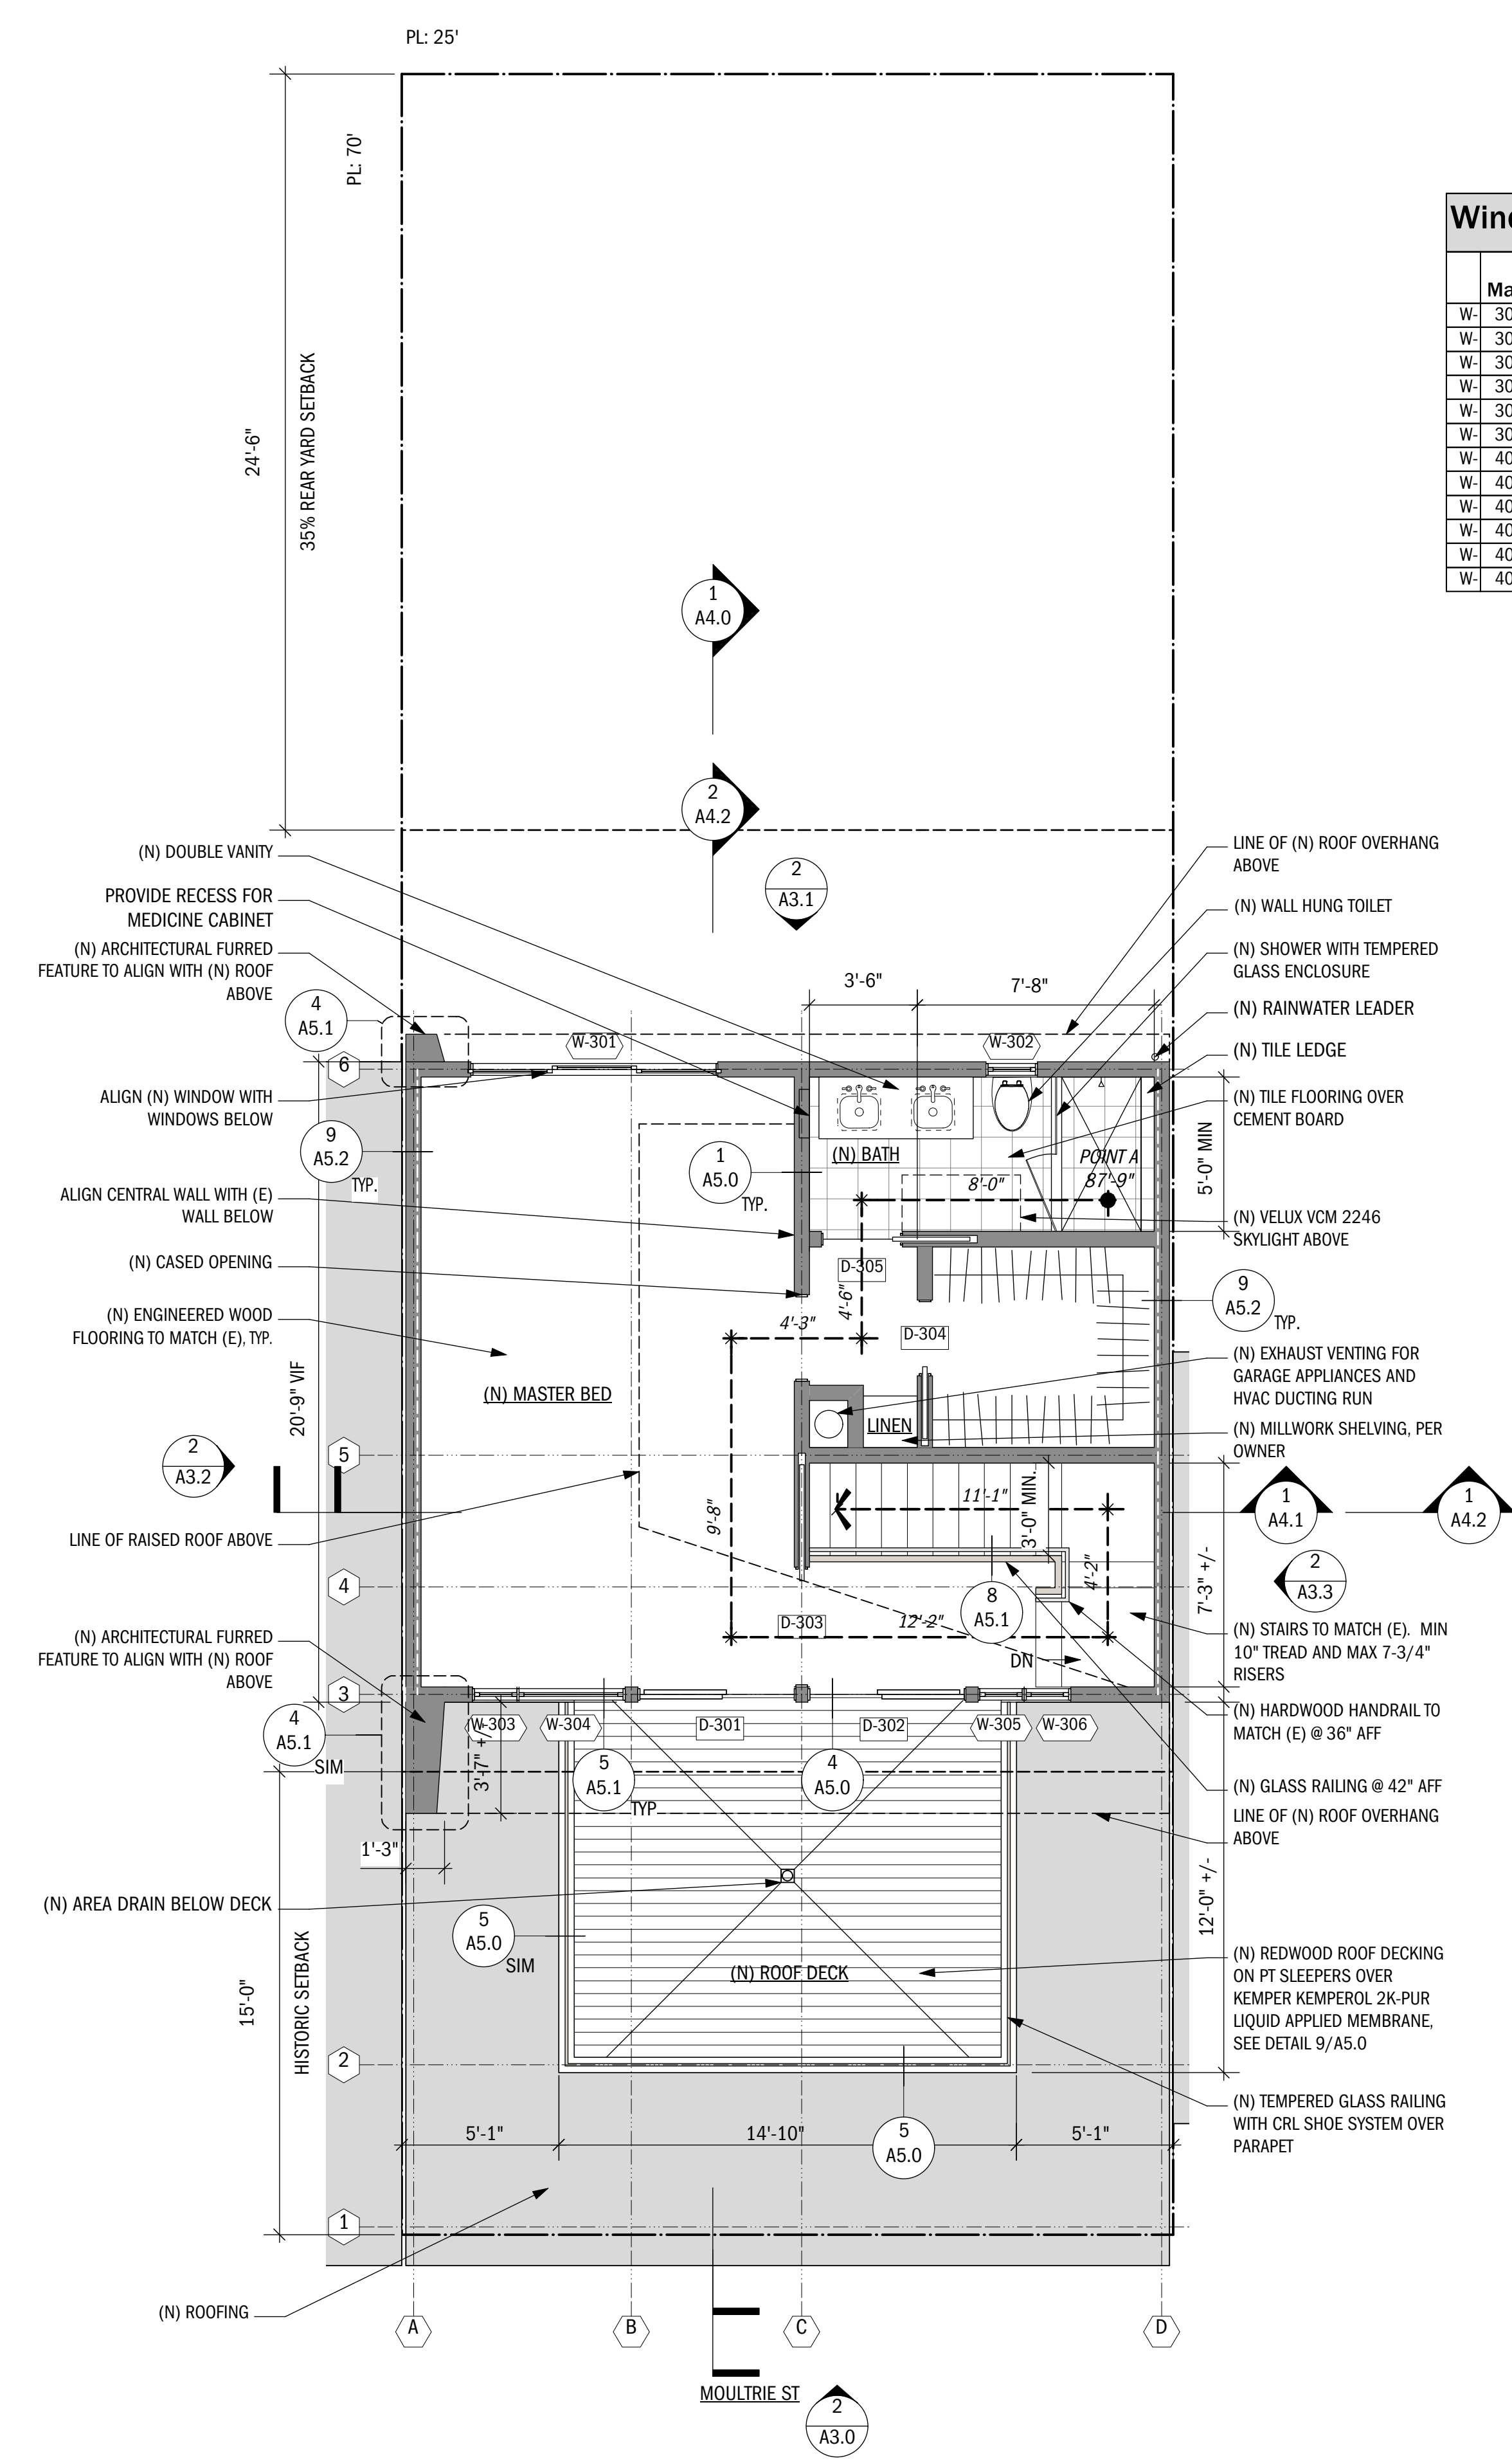 PL: 25'
PL: 70'
24'-6"
35% REAR YARD SETBACK
Ma
W- 30
W- 30
W- 30
W- 30
W- 30
W- 30
W- 40
W- 40
W- 40
W- 40
W- 40
W- 40
1
A4.0
2
A4.2
2
A3.1
(N) DOUBLE VANITY
PROVIDE RECESS FOR
MEDICINE CABINET
(N) ARCHITECTURAL FURRED
FEATURE TO ALIGN WITH (N) ROOF
ABOVE
4
A5.1
6
ALIGN (N) WINDOW WITH
WINDOWS BELOW
9
A5.2
TYP.
ALIGN CENTRAL WALL WITH (E)
WALL BELOW
(N) CASED OPENING
(N) ENGINEERED WOOD
FLOORING TO MATCH (E), TYP.
20'-9" VIF
5
2
A3.2
LINE OF RAISED ROOF ABOVE
4
(N) ARCHITECTURAL FURRED
FEATURE TO ALIGN WITH (N) ROOF
ABOVE
3
4
A5.1
SIM
1'-3"
3'-7" +/-
(N) AREA DRAIN BELOW DECK
5
A5.0
SIM
15'-0"
HISTORIC SETBACK
2
1
(N) ROOFING
3'-6"
7'-8"
W-301
W-302
1
A5.0
TYP.
(N) BATH
POINT A
87'-9"
8'-0"
5'-0" MIN
D-305
4'-6"
4'-3"
D-304
(N) MASTER BED
LINEN
9'-8"
11'-1"
3'-0" MIN.
4'-2"
8
A5.1
D-303
12'-2"
DN
7'-3" +/-
W-303
W-304
D-301
D-302
W-305
W-306
5
A5.1
TYP
4
A5.0
(N) ROOF DECK
12'-0" +/-
5'-1"
14'-10"
5'-1"
5
A5.0
A
B
C
D
MOULTRIE ST
2
A3.0
LINE OF (N) ROOF OVERHANG
ABOVE
(N) WALL HUNG TOILET
(N) SHOWER WITH TEMPERED
GLASS ENCLOSURE
(N) RAINWATER LEADER
(N) TILE LEDGE
(N) TILE FLOORING OVER
CEMENT BOARD
(N) VELUX VCM 2246
SKYLIGHT ABOVE
9
A5.2
TYP.
(N) EXHAUST VENTING FOR
GARAGE APPLIANCES AND
HVAC DUCTING RUN
(N) MILLWORK SHELVING, PER
OWNER
1
A4.1
1
A4.2
2
A3.3
(N) STAIRS TO MATCH (E). MIN
10" TREAD AND MAX 7-3/4"
RISERS
(N) HARDWOOD HANDRAIL TO
MATCH (E) @ 36" AFF
(N) GLASS RAILING @ 42" AFF
LINE OF (N) ROOF OVERHANG
ABOVE
(N) REDWOOD ROOF DECKING
ON PT SLEEPERS OVER
KEMPER KEMPEROL 2K-PUR
LIQUID APPLIED MEMBRANE,
SEE DETAIL 9/A5.0
(N) TEMPERED GLASS RAILING
WITH CRL SHOE SYSTEM OVER
PARAPET